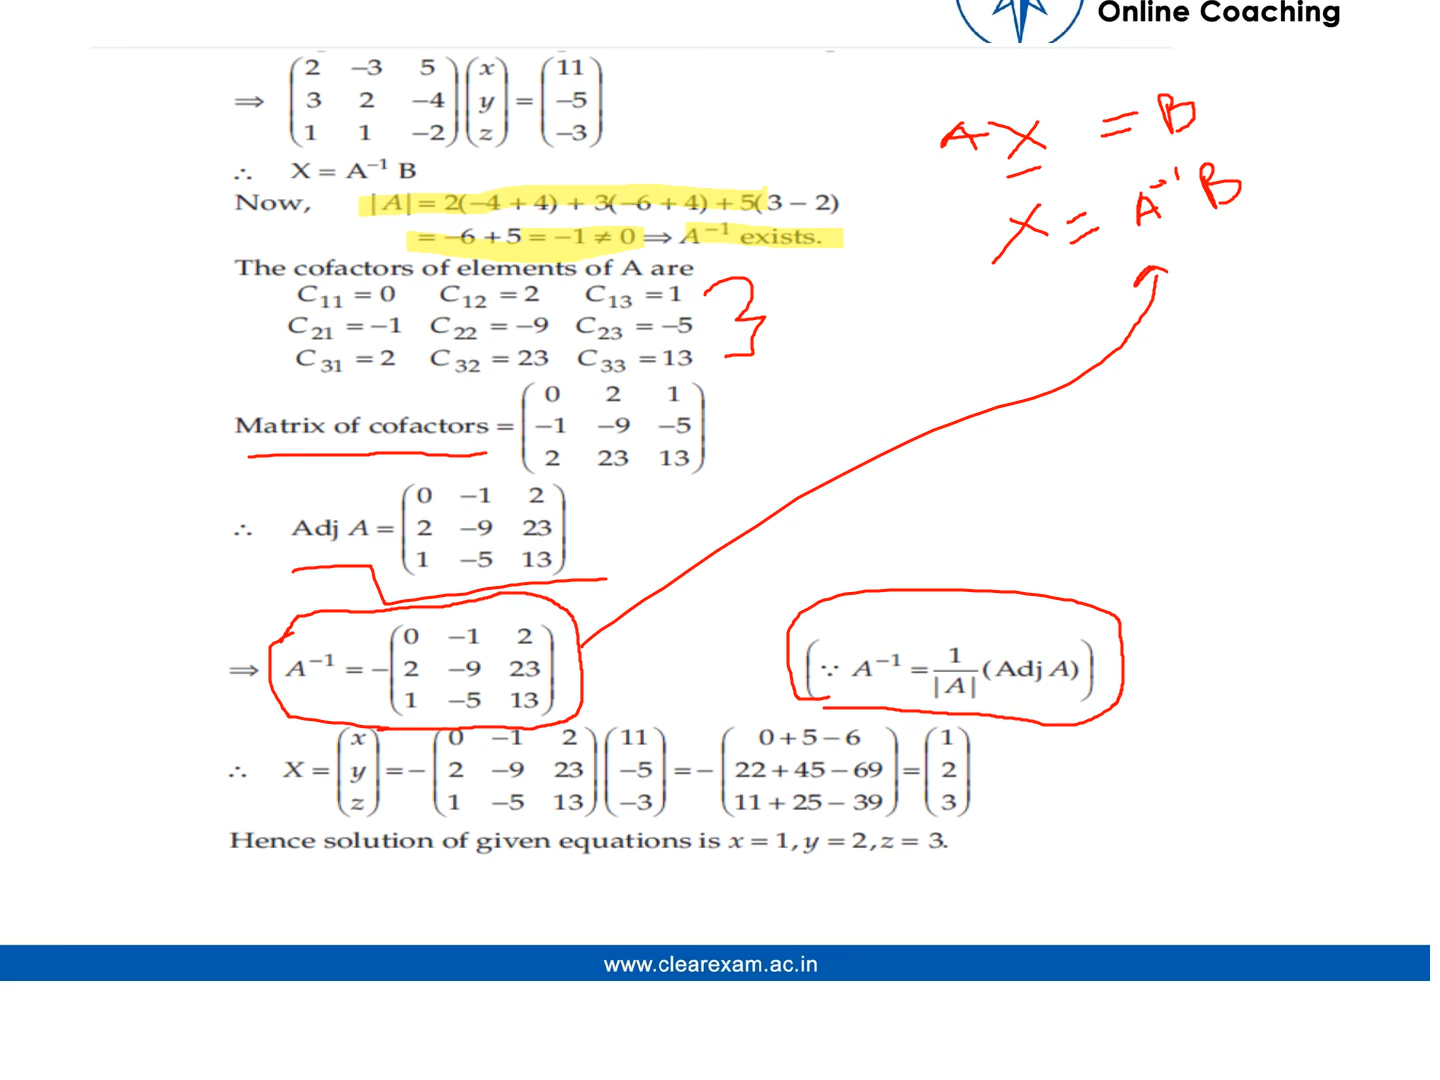 Online Coaching
⇒ (2 −3 5; 3 2 −4; 1 1 −2)(x; y; z) = (11; −5; −3)
AX = B
∴ X = A⁻¹ B
X = A⁻¹B
Now, |A| = 2(−4 + 4) + 3(−6 + 4) + 5(3 − 2)
= −6 + 5 = −1 ≠ 0 ⇒ A⁻¹ exists.
The cofactors of elements of A are
C₁₁ = 0 C₁₂ = 2 C₁₃ = 1
C₂₁ = −1 C₂₂ = −9 C₂₃ = −5
C₃₁ = 2 C₃₂ = 23 C₃₃ = 13
Matrix of cofactors = (0 2 1; −1 −9 −5; 2 23 13)
∴ Adj A = (0 −1 2; 2 −9 23; 1 −5 13)
⇒ A⁻¹ = −(0 −1 2; 2 −9 23; 1 −5 13) (∵ A⁻¹ = 1/|A| (Adj A))
∴ X = (x; y; z) = −(0 −1 2; 2 −9 23; 1 −5 13)(11; −5; −3) = −(0 + 5 − 6; 22 + 45 − 69; 11 + 25 − 39) = (1; 2; 3)
Hence solution of given equations is x = 1, y = 2, z = 3.
www.clearexam.ac.in